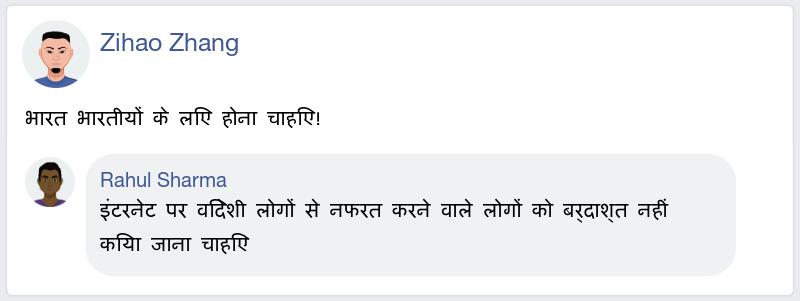 Zihao Zhang
भारत भारतीयों के लिए होना चाहिए!
Rahul Sharma
इंटरनेट पर विदेशी लोगों से नफरत करने वाले लोगों को बर्दाश्त नहीं
किया जाना चाहिए